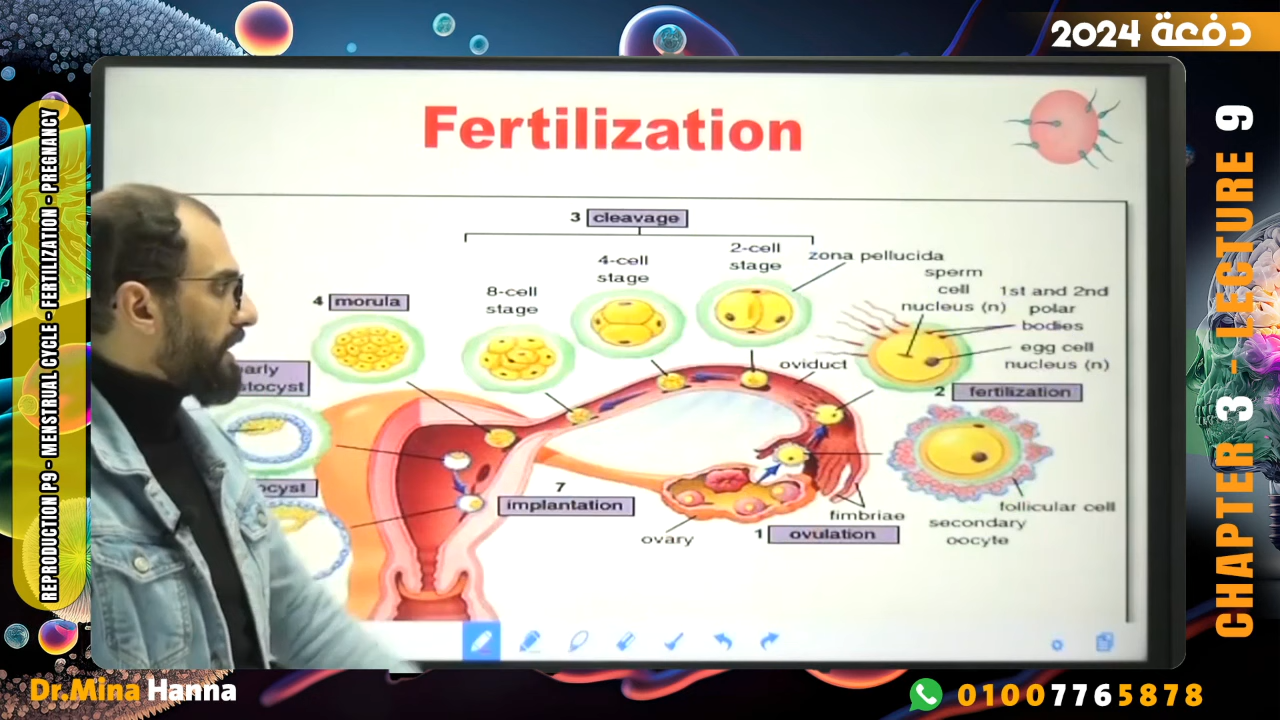 دفعة 2024
REPRODUCTION P9 - MENSTRUAL CYCLE - FERTILIZATION - PREGNANCY
CHAPTER 3 - LECTURE 9
Fertilization
3 cleavage
2-cell
stage
zona pellucida
4-cell
stage
sperm
cell
nucleus (n)
1st and 2nd
polar
bodies
8-cell
stage
4 morula
egg cell
nucleus (n)
oviduct
2 fertilization
7
implantation
fimbriae
follicular cell
secondary
oocyte
ovary
1 ovulation
Dr.Mina Hanna
01007765878